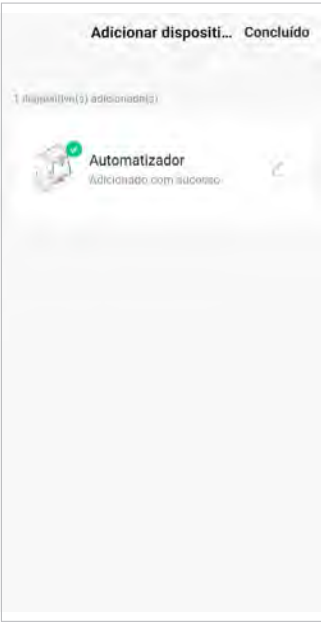 Adicionar dispositi... Concluído
1 dispositivo(s) adicionado(s)
Automatizador
Adicionado com sucesso